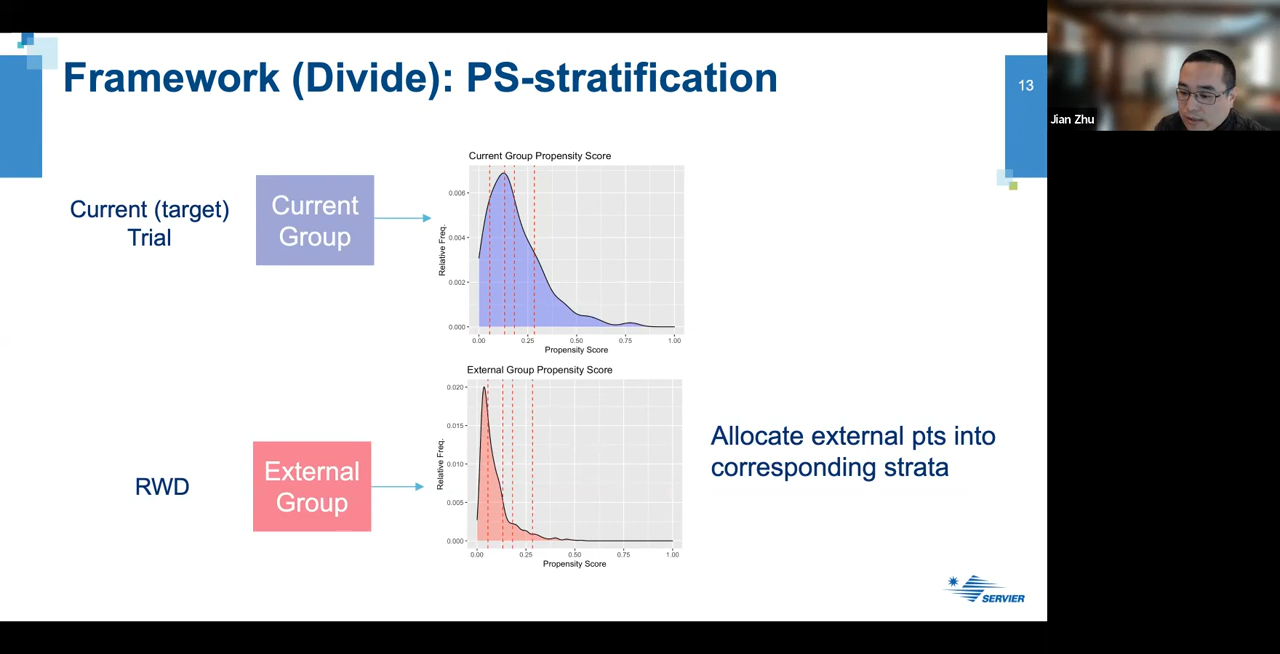 Framework (Divide): PS-stratification
13
Jian Zhu
Current (target)
Trial
Current
Group
Current Group Propensity Score
Relative Freq.
0.006
0.004
0.002
0.000
0.00 0.25 0.50 0.75 1.00
Propensity Score
RWD
External
Group
External Group Propensity Score
Relative Freq.
0.020
0.015
0.010
0.005
0.000
0.00 0.25 0.50 0.75 1.00
Propensity Score
Allocate external pts into
corresponding strata
SERVIER